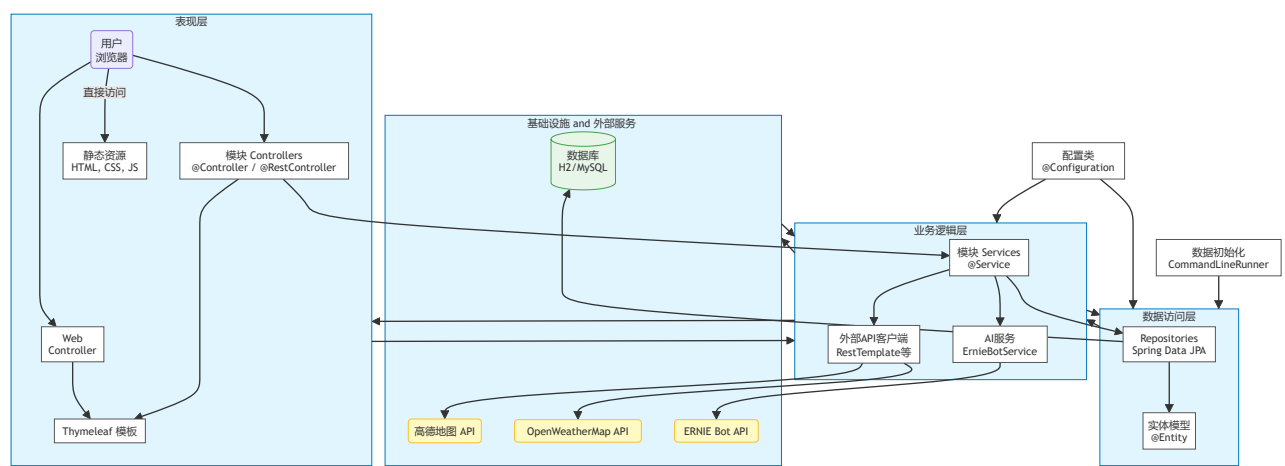 表现层
用户
浏览器
直接访问
静态资源
HTML, CSS, JS
模块 Controllers
@Controller / @RestController
Web
Controller
Thymeleaf 模板
基础设施 and 外部服务
数据库
H2/MySQL
高德地图 API
OpenWeatherMap API
ERNIE Bot API
业务逻辑层
模块 Services
@Service
外部API客户端
RestTemplate等
AI服务
ErnieBotService
配置类
@Configuration
数据初始化
CommandLineRunner
数据访问层
Repositories
Spring Data JPA
实体模型
@Entity